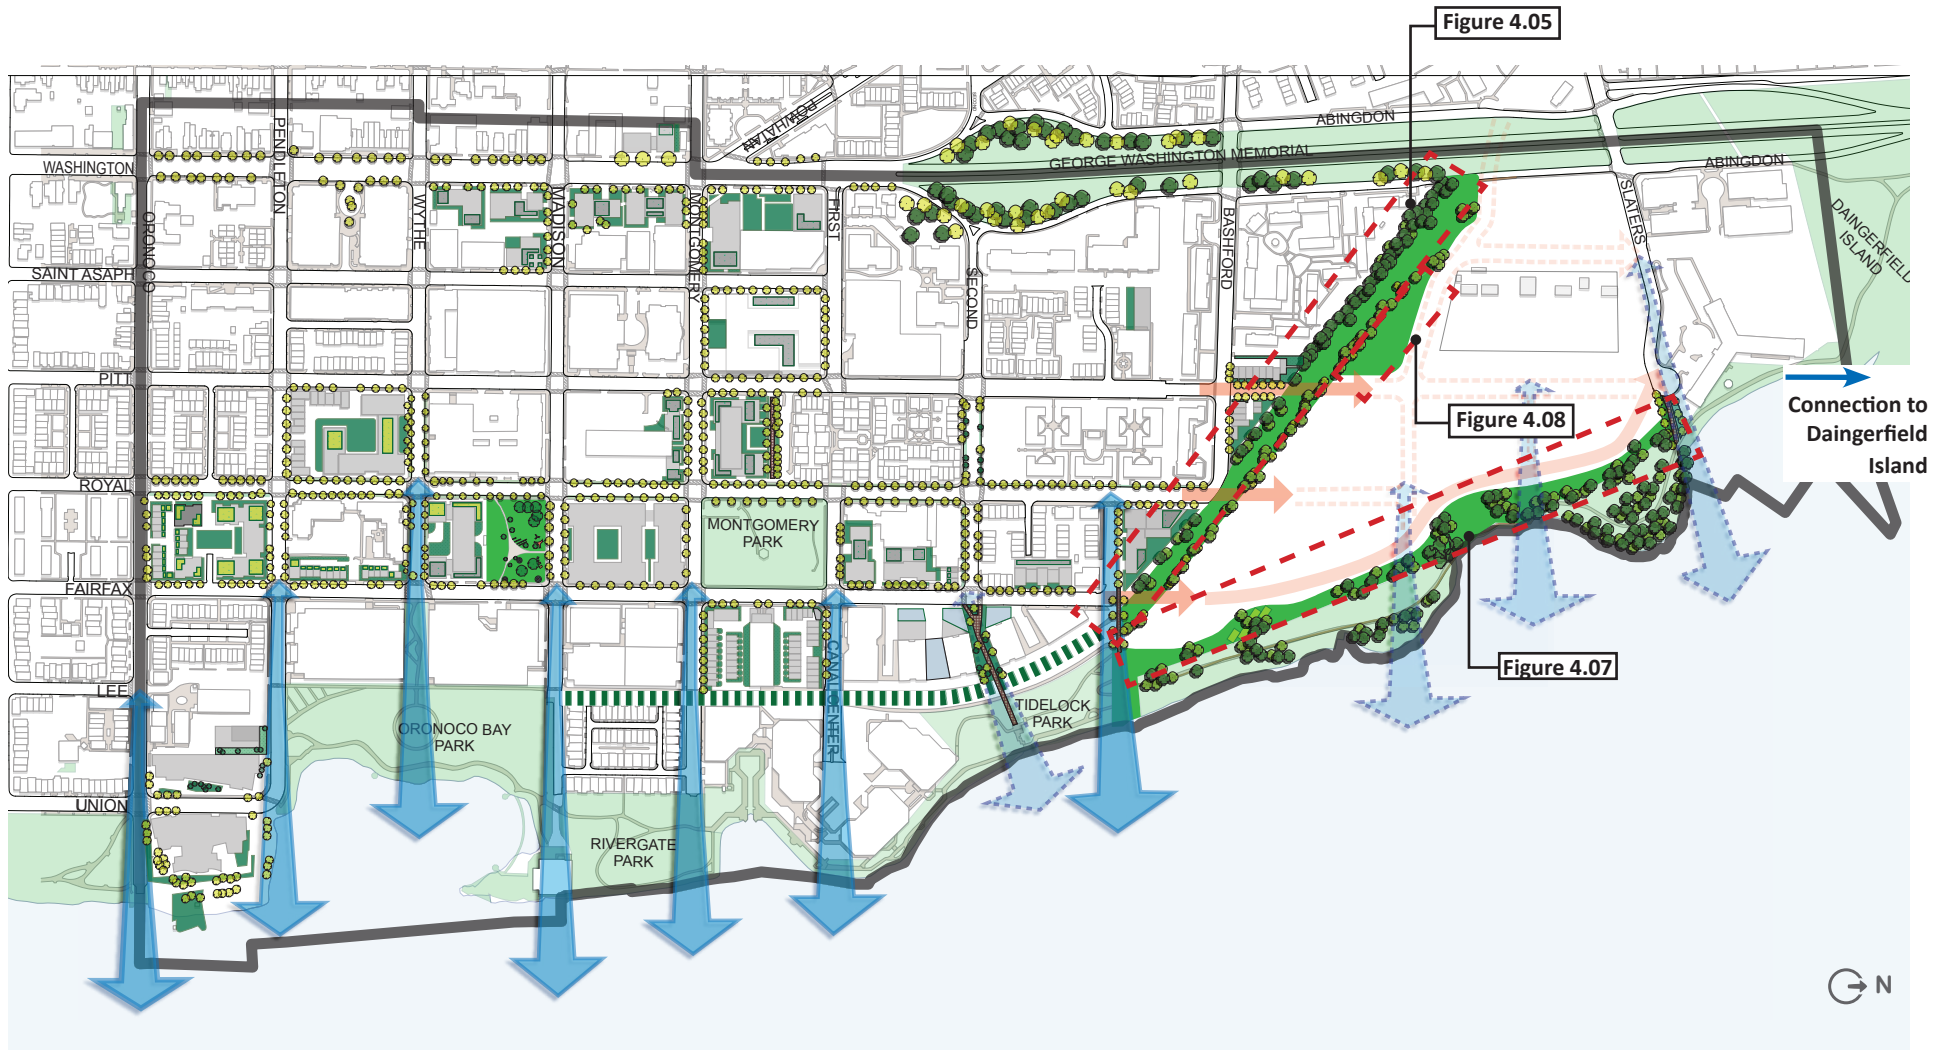 Figure 4.05
POWHATAN
ABINGDON
GEORGE WASHINGTON MEMORIAL
ABINGDON
WASHINGTON
PENDLETON
ORONOCO
WYTHE
MADISON
MONTGOMERY
FIRST
SECOND
BASHFORD
SLATERS
DAINGERFIELD
ISLAND
SAINT ASAPH
PITT
Connection to
Daingerfield
Island
Figure 4.08
ROYAL
MONTGOMERY
PARK
FAIRFAX
Figure 4.07
LEE
ORONOCO BAY
PARK
CANAL CENTER
TIDELOCK
PARK
UNION
RIVERGATE
PARK
N